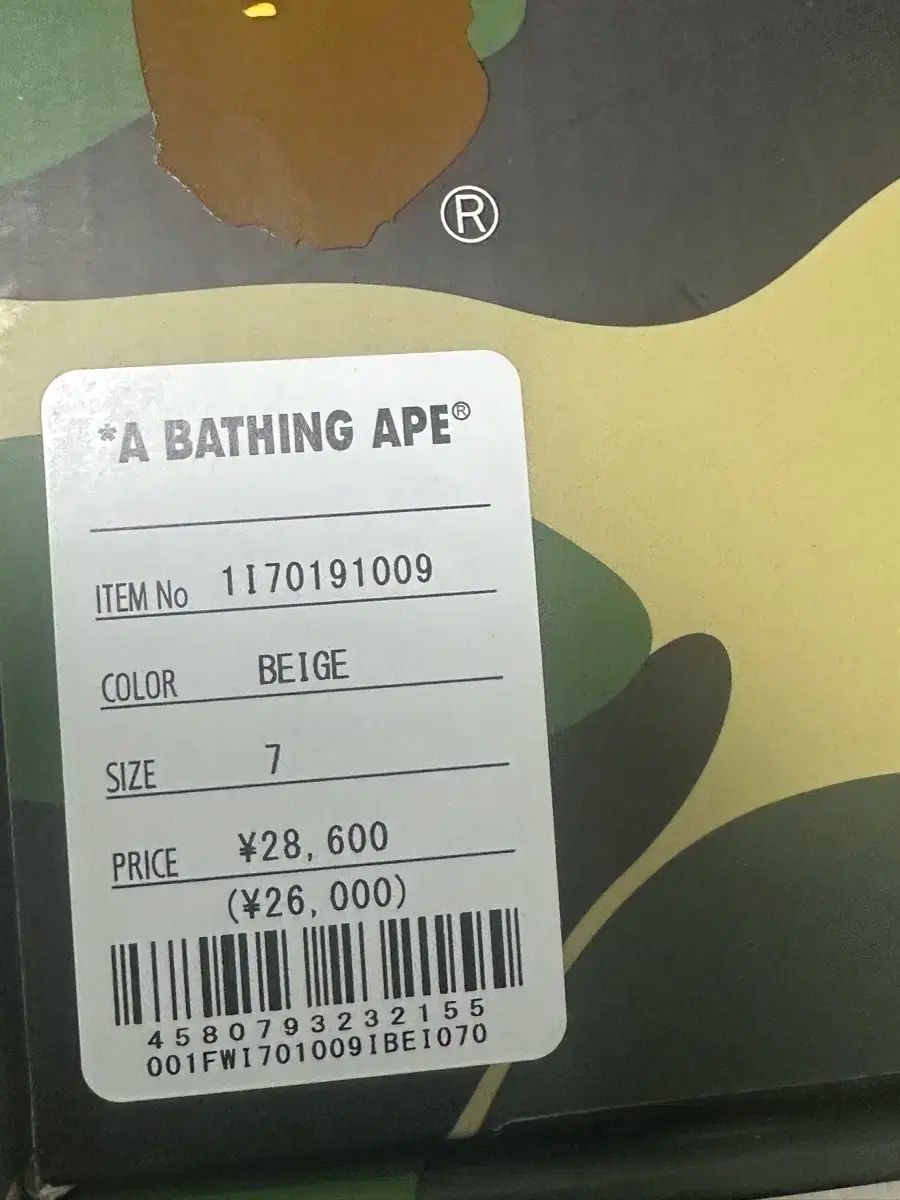 ®
*A BATHING APE®
ITEM No 1I70191009
COLOR BEIGE
SIZE 7
PRICE ¥28,600
(¥26,000)
4580793232155
001FWI701009IBEI070